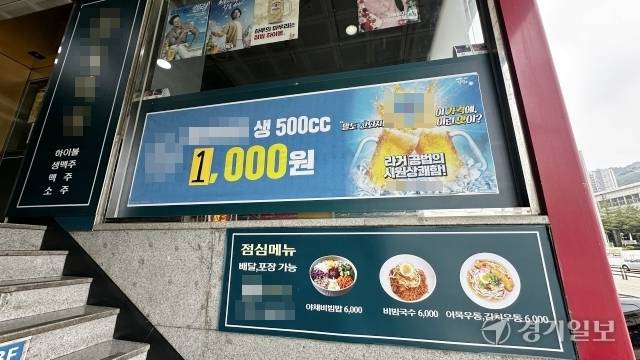 하이볼
생맥주
맥 주
소 주
생 500cc
1,000원
이 가격에,
이런 맛이?
라거 공법의
시원상쾌함!
점심메뉴
배달,포장 가능
야채비빔밥 6,000
비빔국수 6,000
어묵우동,김치우동 6,000
경기일보